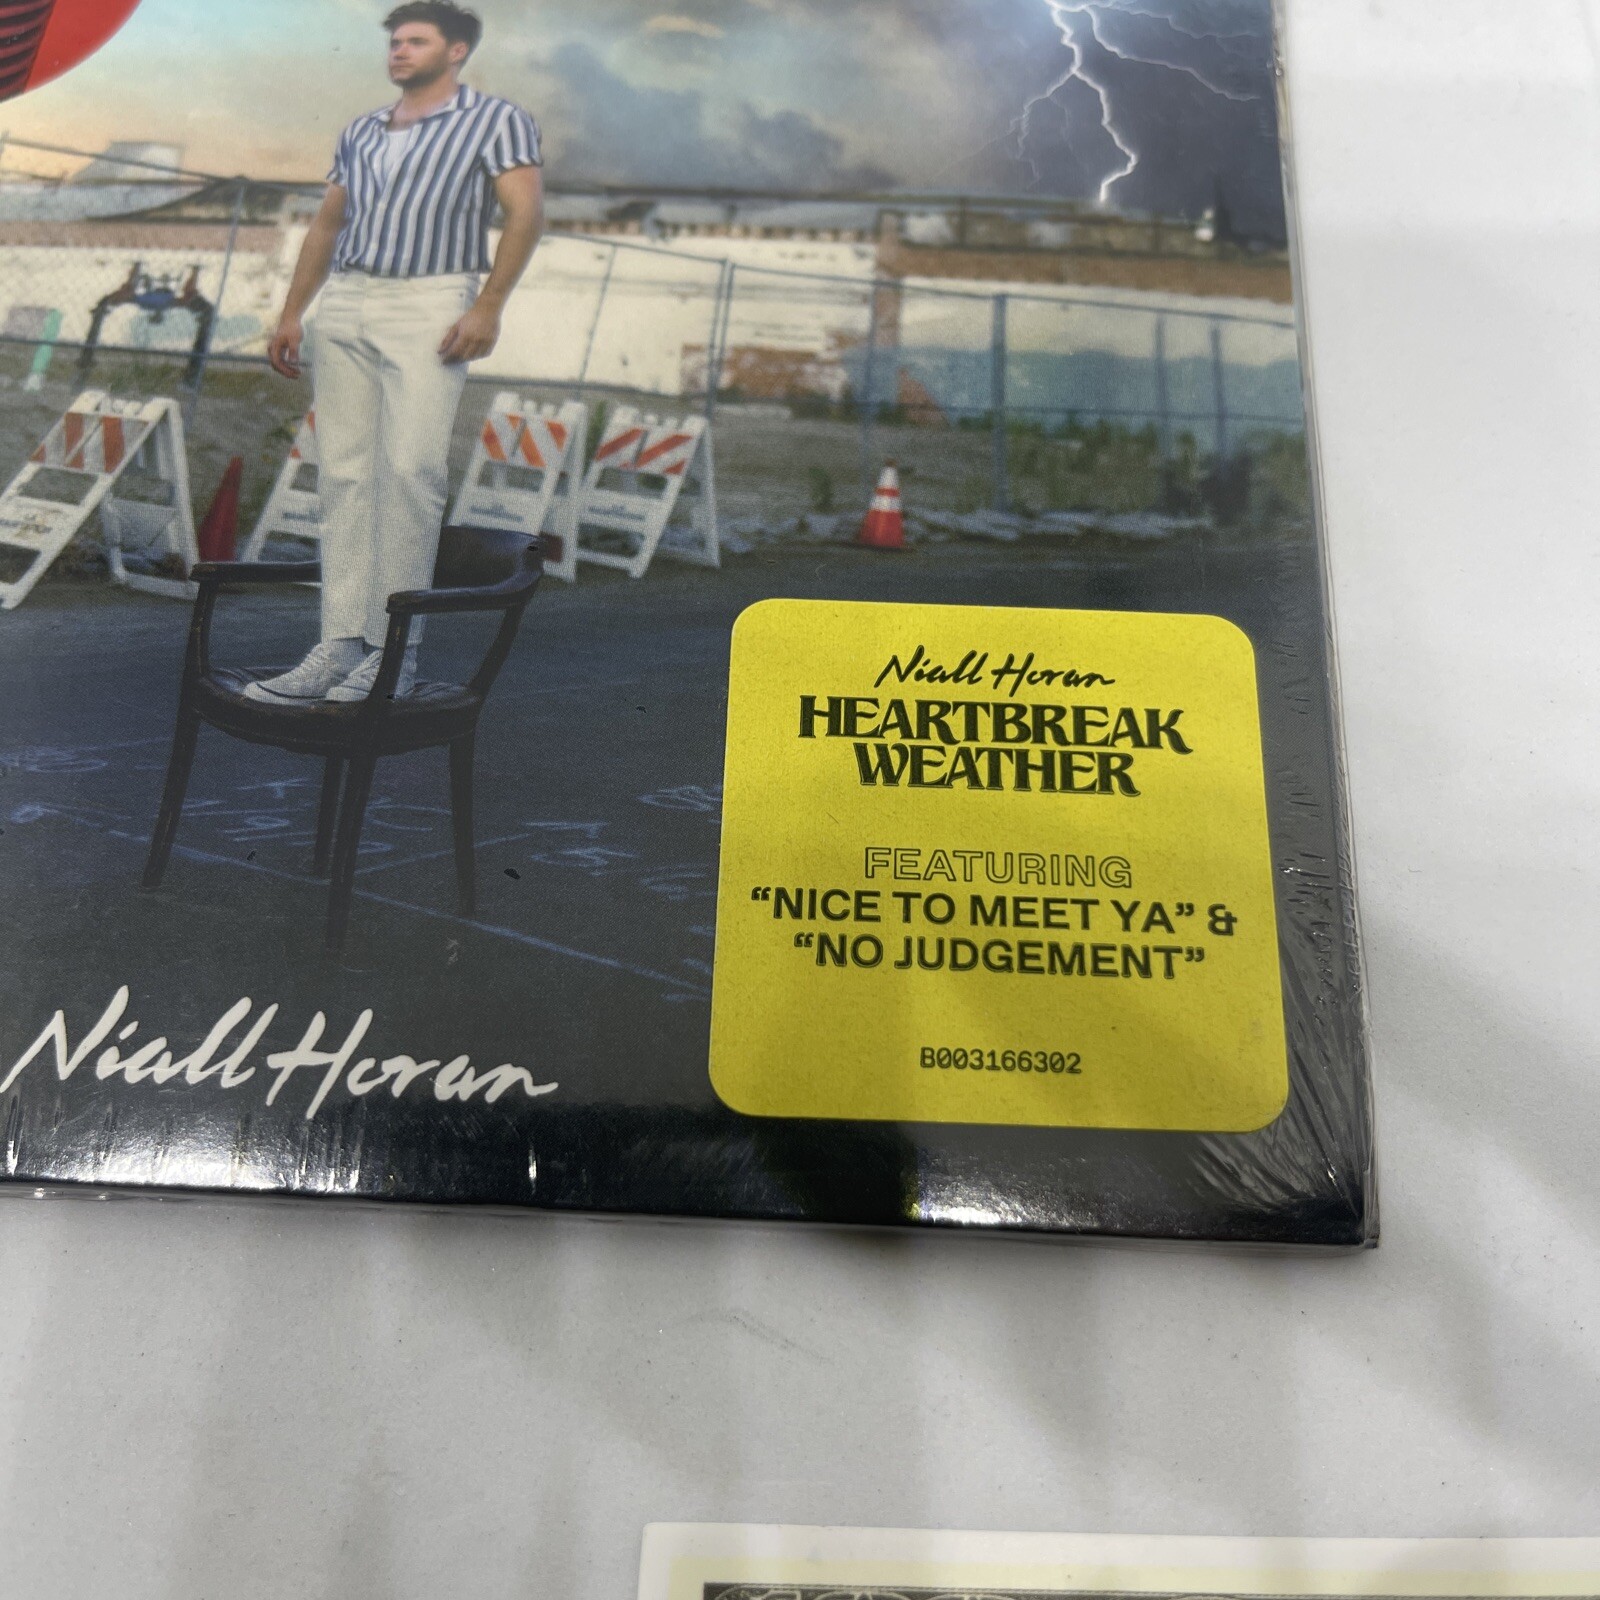 Niall Horan
HEARTBREAK
WEATHER
FEATURING
“NICE TO MEET YA” &
“NO JUDGEMENT”
B003166302
Niall Horan